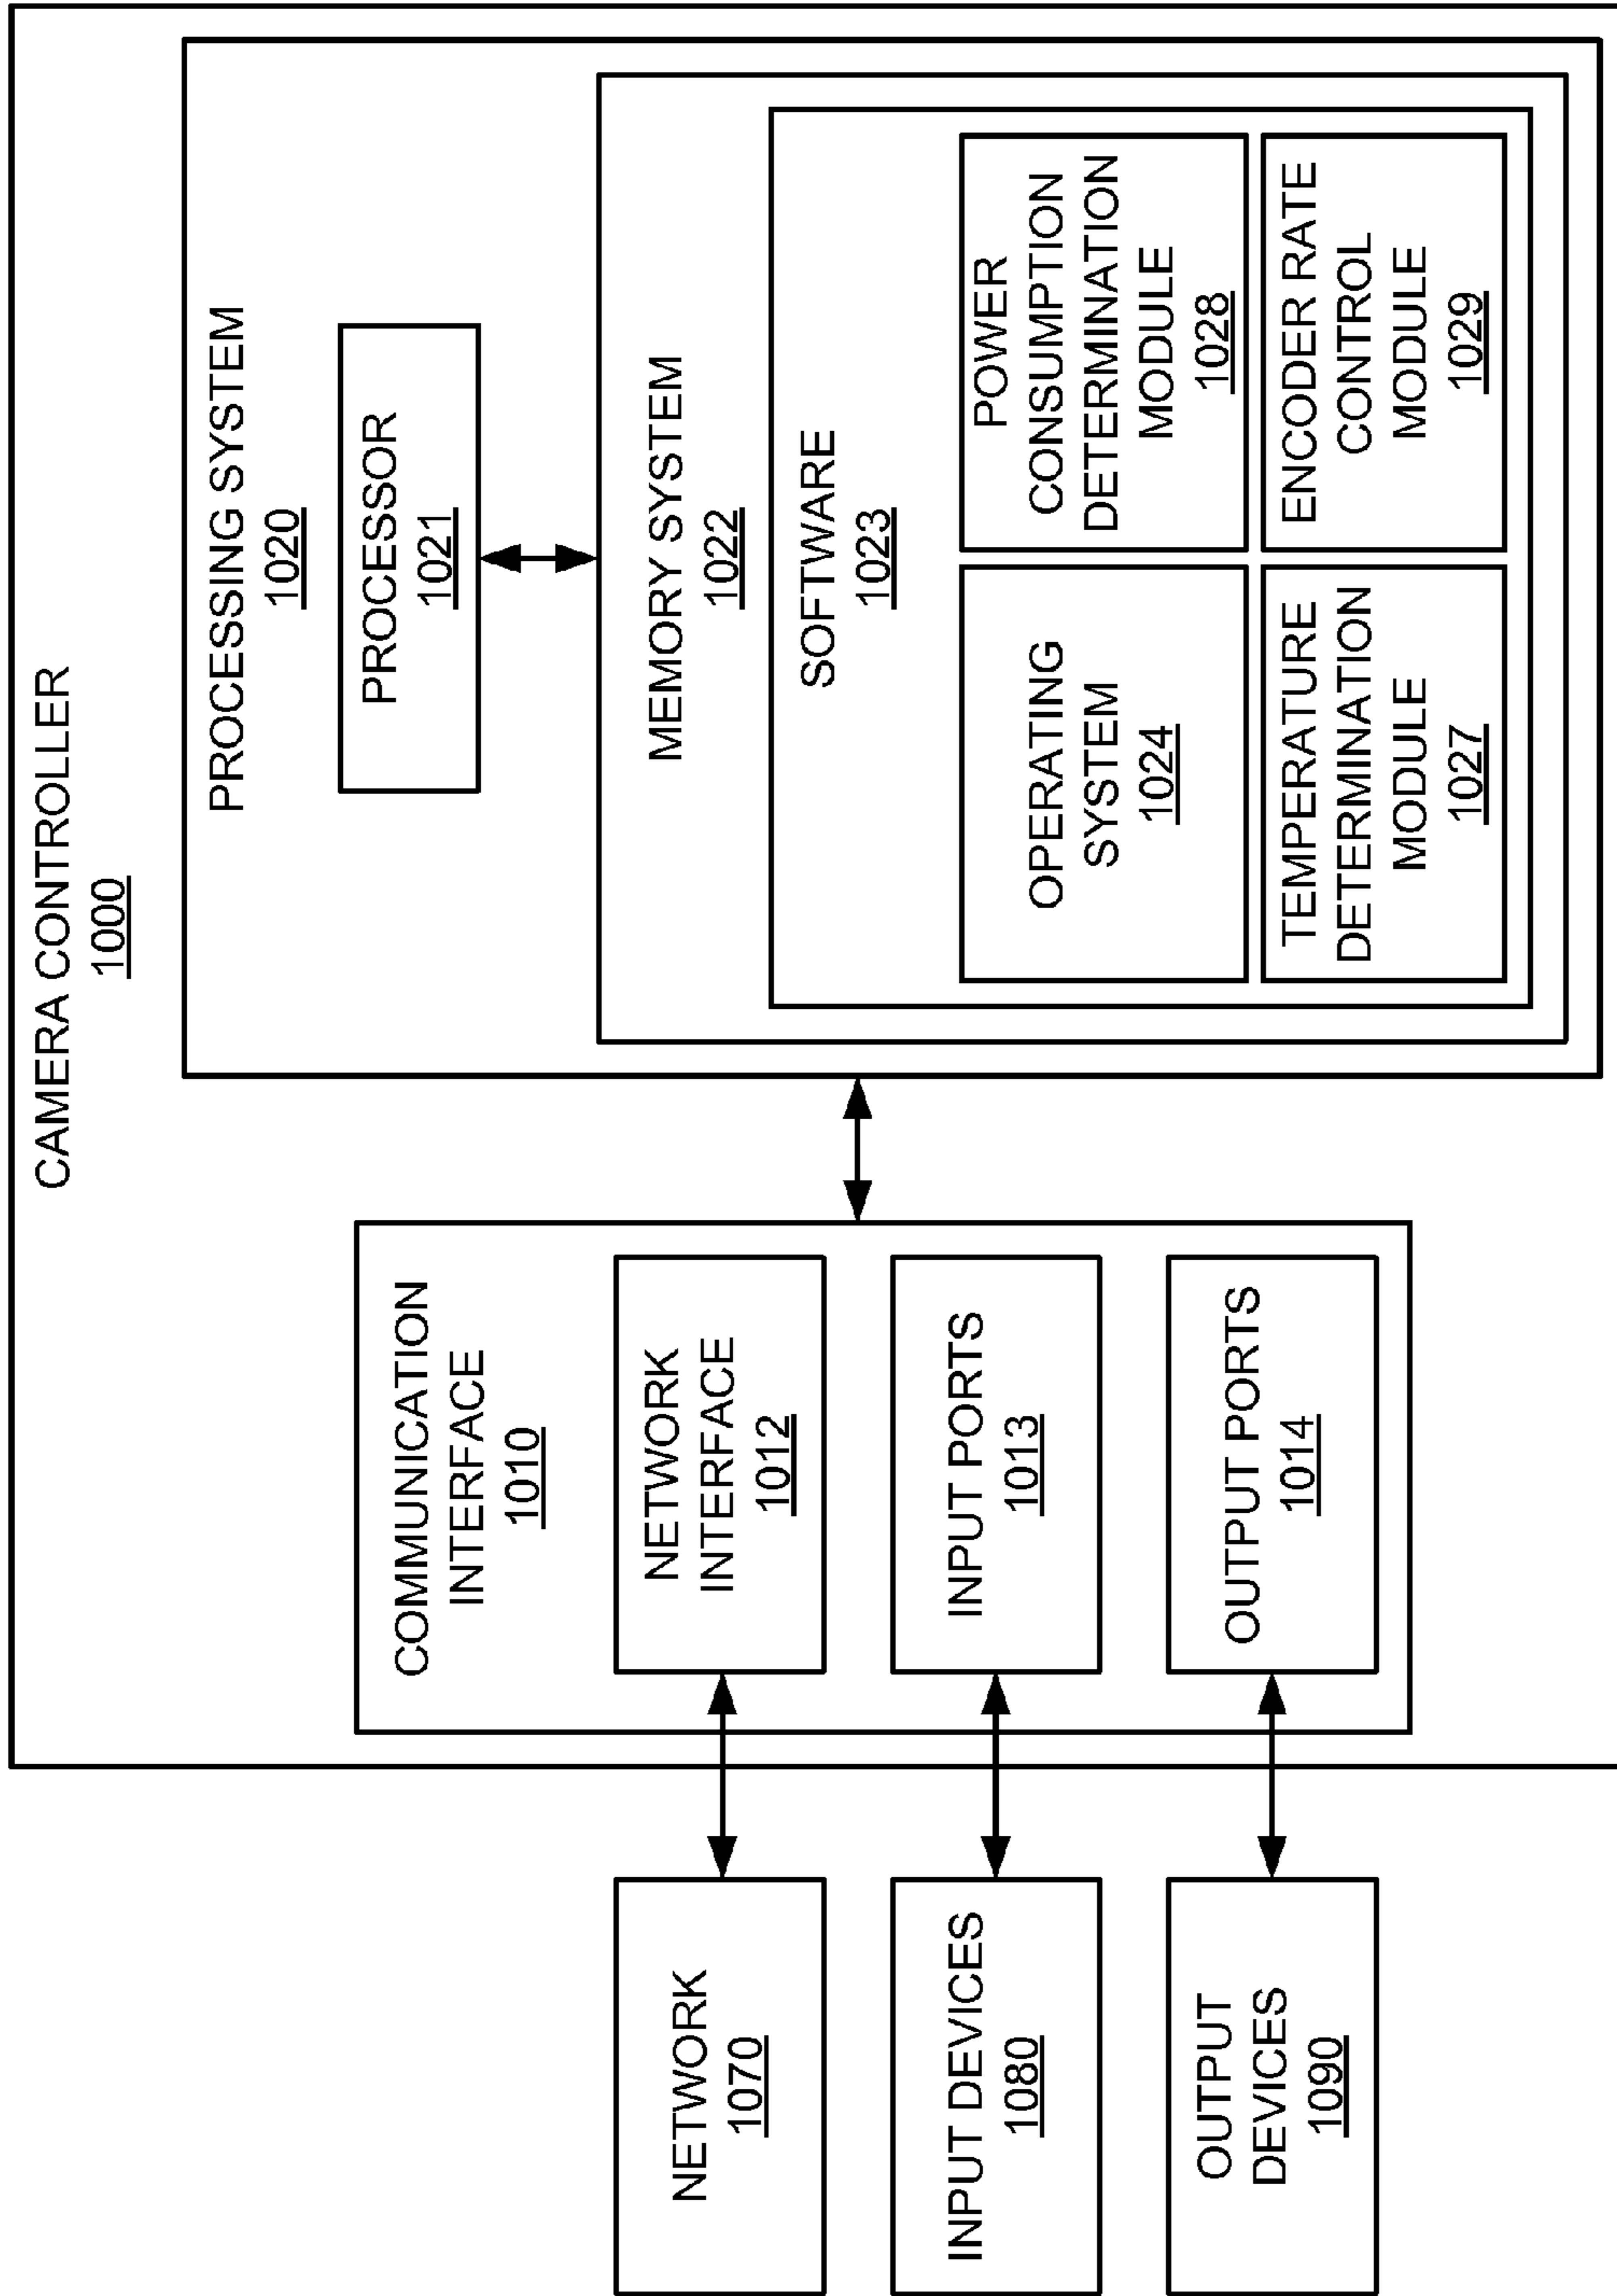 CAMERA CONTROLLER
1000
NETWORK
1070
INPUT DEVICES
1080
OUTPUT
DEVICES
1090
COMMUNICATION
INTERFACE
1010
NETWORK
INTERFACE
1012
INPUT PORTS
1013
OUTPUT PORTS
1014
PROCESSING SYSTEM
1020
PROCESSOR
1021
MEMORY SYSTEM
1022
SOFTWARE
1023
OPERATING
SYSTEM
1024
POWER
CONSUMPTION
DETERMINATION
MODULE
1028
TEMPERATURE
DETERMINATION
MODULE
1027
ENCODER RATE
CONTROL
MODULE
1029